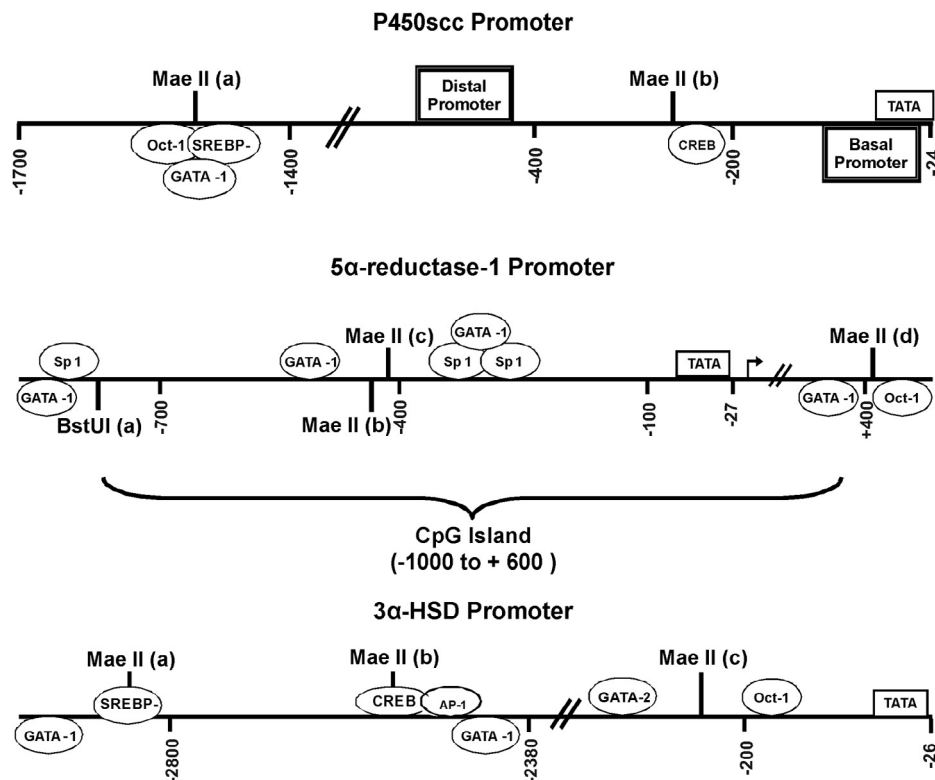 P450scc Promoter
Mae II (a)
Distal Promoter
Mae II (b)
TATA
Oct-1
SREBP-
GATA -1
CREB
Basal Promoter
-1700
-1400
-400
-200
-24
5α-reductase-1 Promoter
Mae II (c)
GATA -1
Mae II (d)
Sp 1
GATA -1
Sp 1
Sp 1
TATA
GATA -1
GATA -1
Oct-1
BstUI (a)
-700
Mae II (b)
-400
-100
-27
+400
CpG Island
(-1000 to + 600 )
3α-HSD Promoter
Mae II (a)
Mae II (b)
Mae II (c)
SREBP-
CREB
AP-1
GATA-2
Oct-1
TATA
GATA -1
GATA -1
-2800
-2380
-200
-26